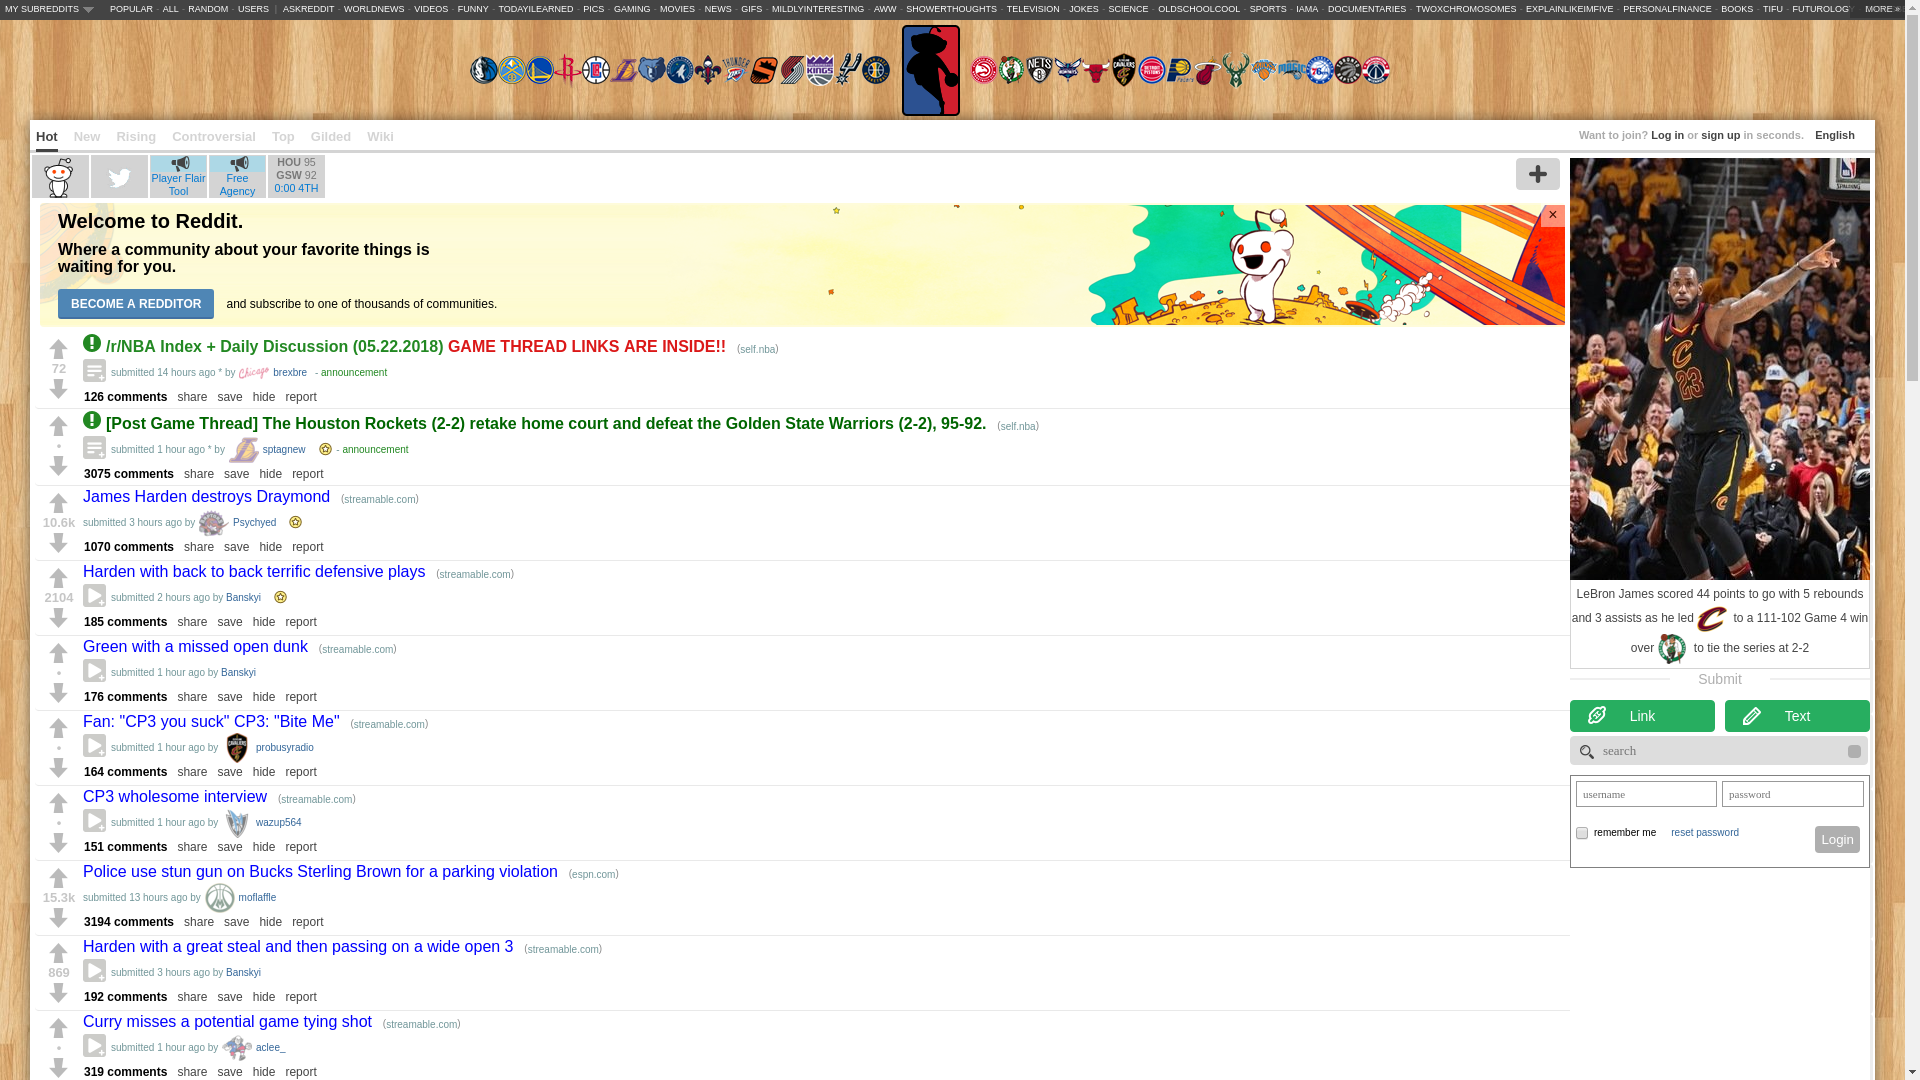 MY SUBREDDITS POPULAR - ALL - RANDOM - USERS | ASKREDDIT - WORLDNEWS - VIDEOS - FUNNY - TODAYILEARNED - PICS - GAMING - MOVIES - NEWS - GIFS - MILDLYINTERESTING - AWW - SHOWERTHOUGHTS - TELEVISION - JOKES - SCIENCE - OLDSCHOOLCOOL - SPORTS - IAMA - DOCUMENTARIES - TWOXCHROMOSOMES - EXPLAINLIKEIMFIVE - PERSONALFINANCE - BOOKS - TIFU - FUTUROLOGY MORE »
Hot New Rising Controversial Top Gilded Wiki
Want to join? Log in or sign up in seconds. English
Player Flair Tool
Free Agency
HOU 95
GSW 92
0:00 4TH
Welcome to Reddit.
Where a community about your favorite things is
waiting for you.
BECOME A REDDITOR and subscribe to one of thousands of communities.
×
/r/NBA Index + Daily Discussion (05.22.2018) GAME THREAD LINKS ARE INSIDE!! (self.nba)
72
submitted 14 hours ago * by Chicago brexbre - announcement
126 comments share save hide report
[Post Game Thread] The Houston Rockets (2-2) retake home court and defeat the Golden State Warriors (2-2), 95-92. (self.nba)
•
submitted 1 hour ago * by sptagnew - announcement
3075 comments share save hide report
James Harden destroys Draymond (streamable.com)
10.6k
submitted 3 hours ago by Psychyed
1070 comments share save hide report
Harden with back to back terrific defensive plays (streamable.com)
2104
submitted 2 hours ago by Banskyi
185 comments share save hide report
Green with a missed open dunk (streamable.com)
•
submitted 1 hour ago by Banskyi
176 comments share save hide report
Fan: "CP3 you suck" CP3: "Bite Me" (streamable.com)
•
submitted 1 hour ago by probusyradio
164 comments share save hide report
CP3 wholesome interview (streamable.com)
•
submitted 1 hour ago by wazup564
151 comments share save hide report
Police use stun gun on Bucks Sterling Brown for a parking violation (espn.com)
15.3k
submitted 13 hours ago by moflaffle
3194 comments share save hide report
Harden with a great steal and then passing on a wide open 3 (streamable.com)
869
submitted 3 hours ago by Banskyi
192 comments share save hide report
Curry misses a potential game tying shot (streamable.com)
•
submitted 1 hour ago by aclee_
319 comments share save hide report
LeBron James scored 44 points to go with 5 rebounds
and 3 assists as he led to a 111-102 Game 4 win
over to tie the series at 2-2
Submit
Link Text
search
username password
remember me reset password Login